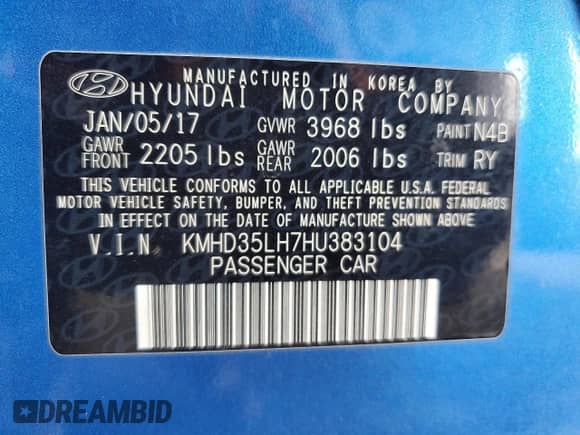 MANUFACTURED IN KOREA BY
HYUNDAI MOTOR COMPANY
JAN/05/17 GVWR 3968 lbs PAINT N4B
GAWR FRONT 2205 lbs GAWR REAR 2006 lbs TRIM RY
THIS VEHICLE CONFORMS TO ALL APPLICABLE U.S.A. FEDERAL
MOTOR VEHICLE SAFETY, BUMPER, AND THEFT PREVENTION STANDARDS
IN EFFECT ON THE DATE OF MANUFACTURE SHOWN ABOVE.
V.I.N. KMHD35LH7HU383104
PASSENGER CAR
DREAMBID